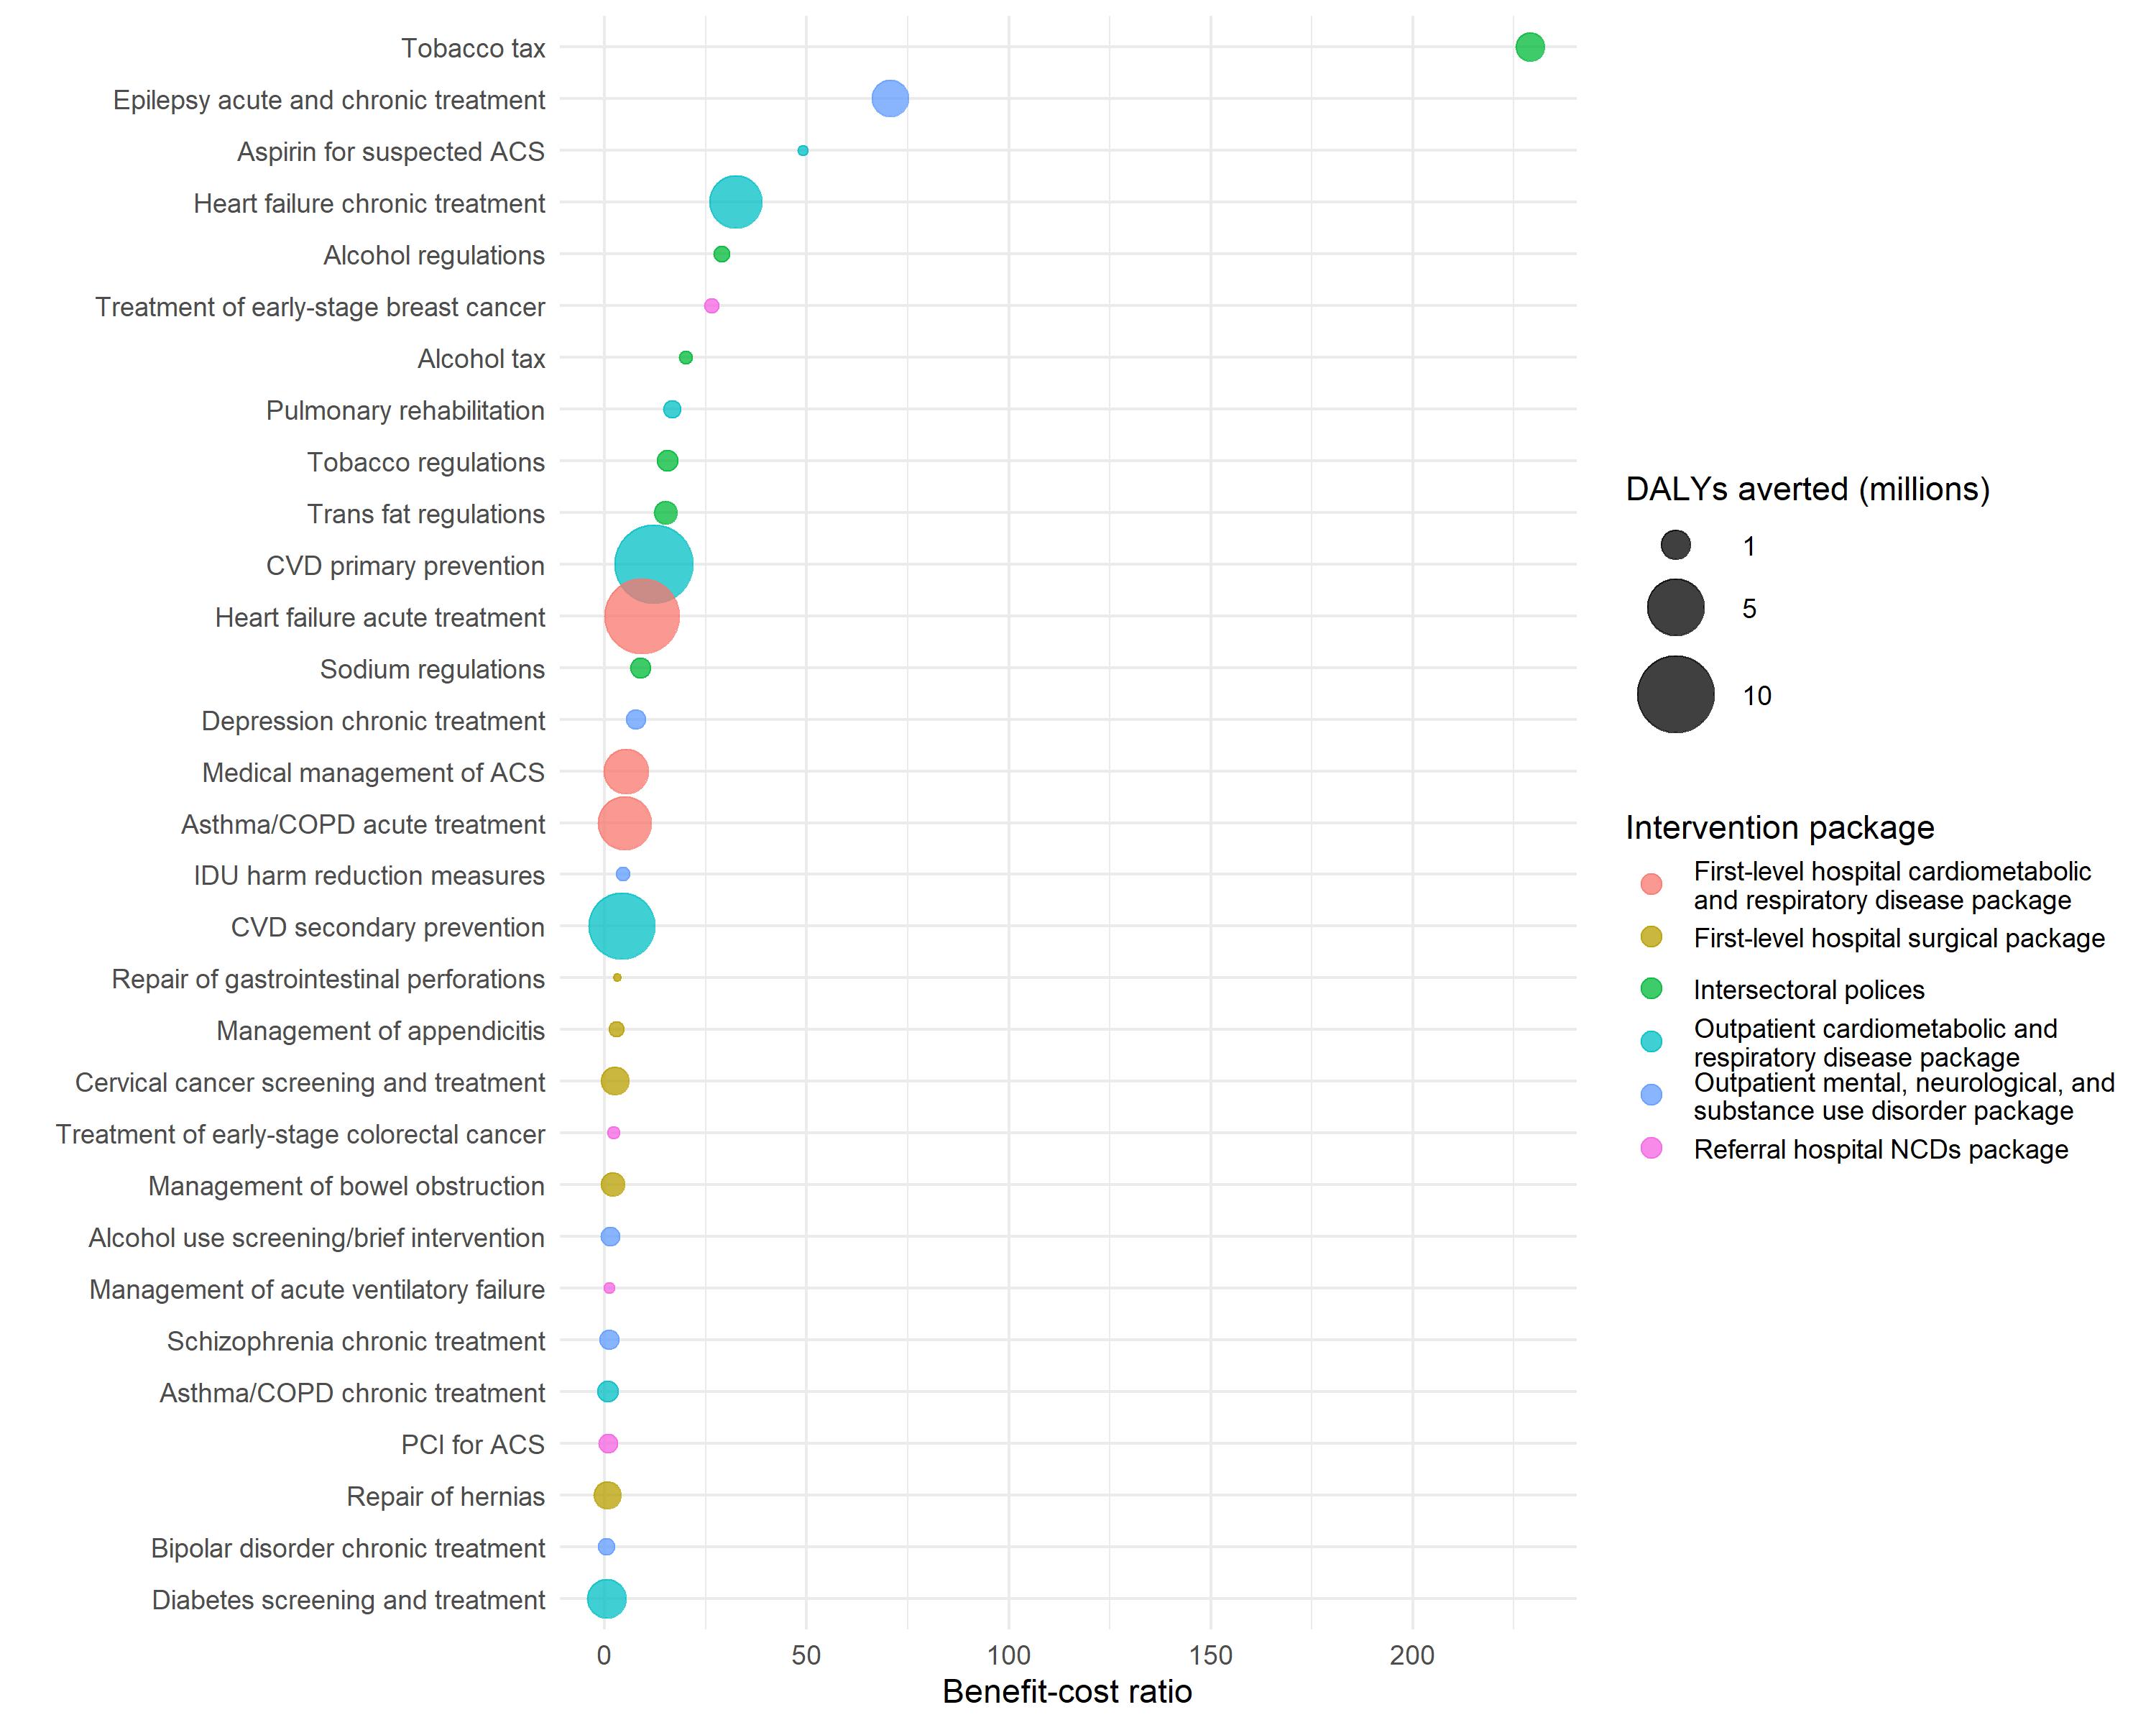 Tobacco tax
Epilepsy acute and chronic treatment
Aspirin for suspected ACS
Heart failure chronic treatment
Alcohol regulations
Treatment of early-stage breast cancer
Alcohol tax
Pulmonary rehabilitation
Tobacco regulations
Trans fat regulations
CVD primary prevention
Heart failure acute treatment
Sodium regulations
Depression chronic treatment
Medical management of ACS
Asthma/COPD acute treatment
IDU harm reduction measures
CVD secondary prevention
Repair of gastrointestinal perforations
Management of appendicitis
Cervical cancer screening and treatment
Treatment of early-stage colorectal cancer
Management of bowel obstruction
Alcohol use screening/brief intervention
Management of acute ventilatory failure
Schizophrenia chronic treatment
Asthma/COPD chronic treatment
PCI for ACS
Repair of hernias
Bipolar disorder chronic treatment
Diabetes screening and treatment
0 50 100 150 200
Benefit-cost ratio
DALYs averted (millions)
1
5
10
Intervention package
First-level hospital cardiometabolic
and respiratory disease package
First-level hospital surgical package
Intersectoral polices
Outpatient cardiometabolic and
respiratory disease package
Outpatient mental, neurological, and
substance use disorder package
Referral hospital NCDs package